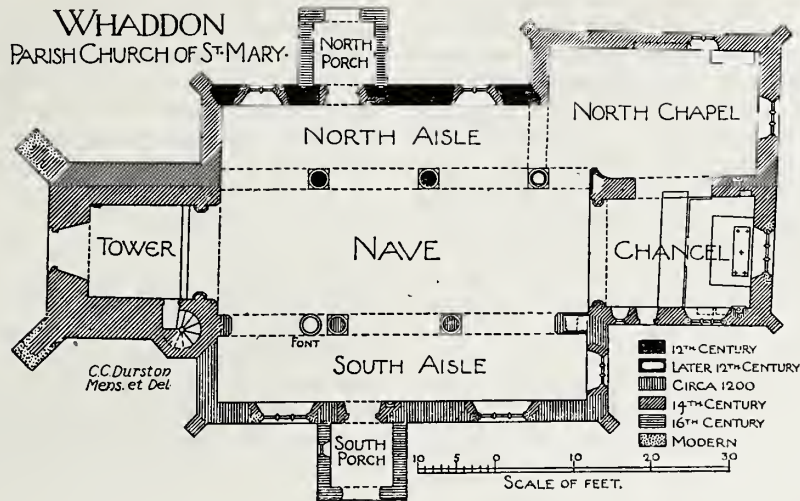 WHADDON
PARISH CHURCH OF ST. MARY.
NORTH
PORCH
NORTH AISLE
NORTH CHAPEL
TOWER
NAVE
CHANCEL
FONT
SOUTH AISLE
SOUTH
PORCH
C.C. Durston
Mens. et Del.
12TH CENTURY
LATER 12TH CENTURY
CIRCA 1200
14TH CENTURY
16TH CENTURY
MODERN
10 5 0 10 20 30
SCALE OF FEET.